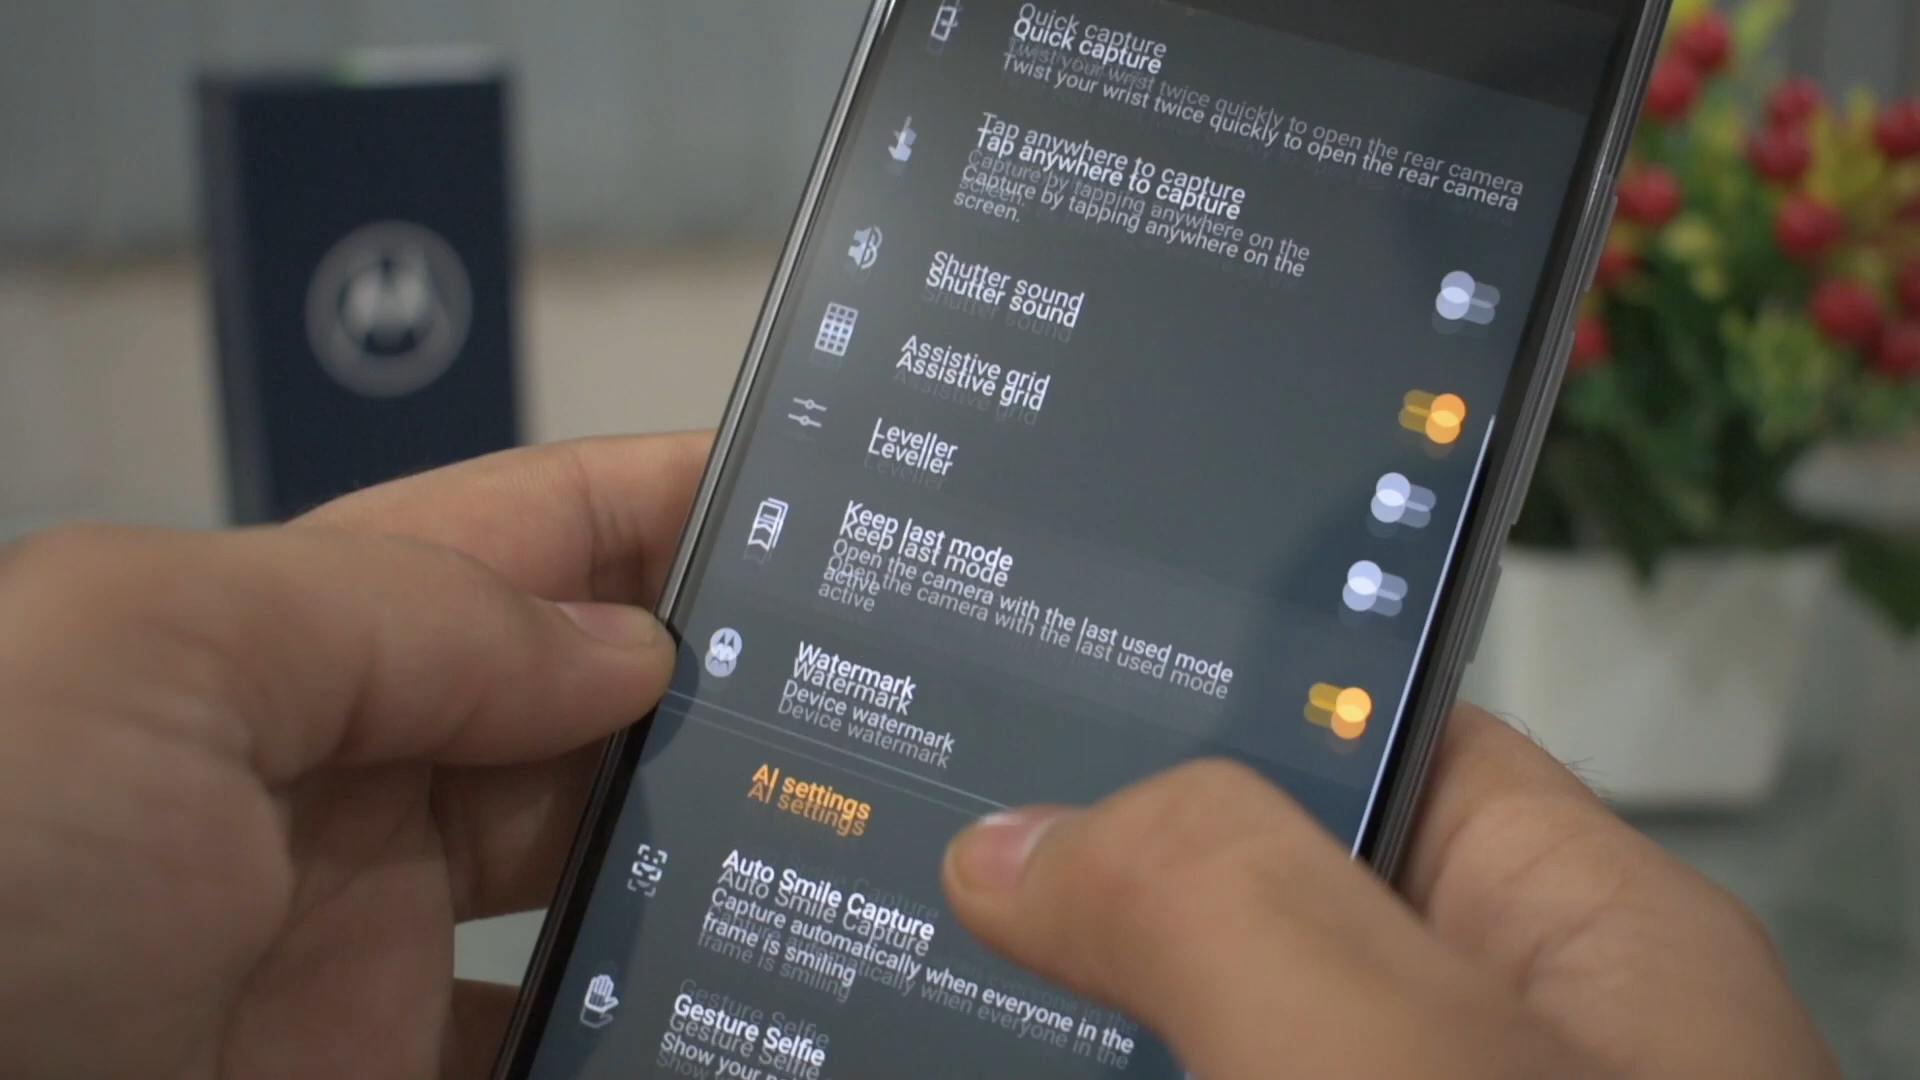 Quick capture
Twist your wrist twice quickly to open the rear camera
Tap anywhere to capture
Capture by tapping anywhere on the
screen.
Shutter sound
Assistive grid
Leveller
Keep last mode
Open the camera with the last used mode
active
Watermark
Device watermark
AI settings
Auto Smile Capture
Capture automatically when everyone in the
frame is smiling
Gesture Selfie
Show your